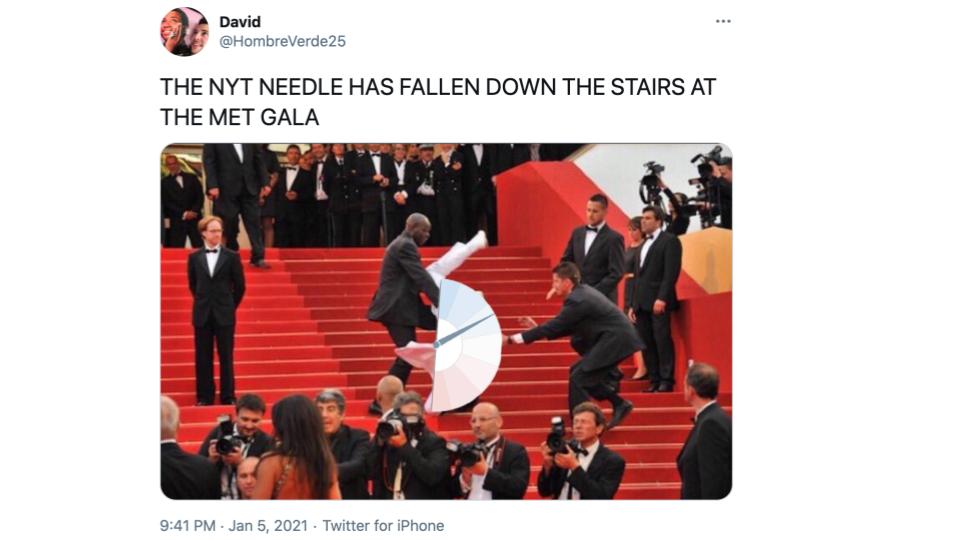 David
@HombreVerde25
THE NYT NEEDLE HAS FALLEN DOWN THE STAIRS AT
THE MET GALA
9:41 PM · Jan 5, 2021 · Twitter for iPhone